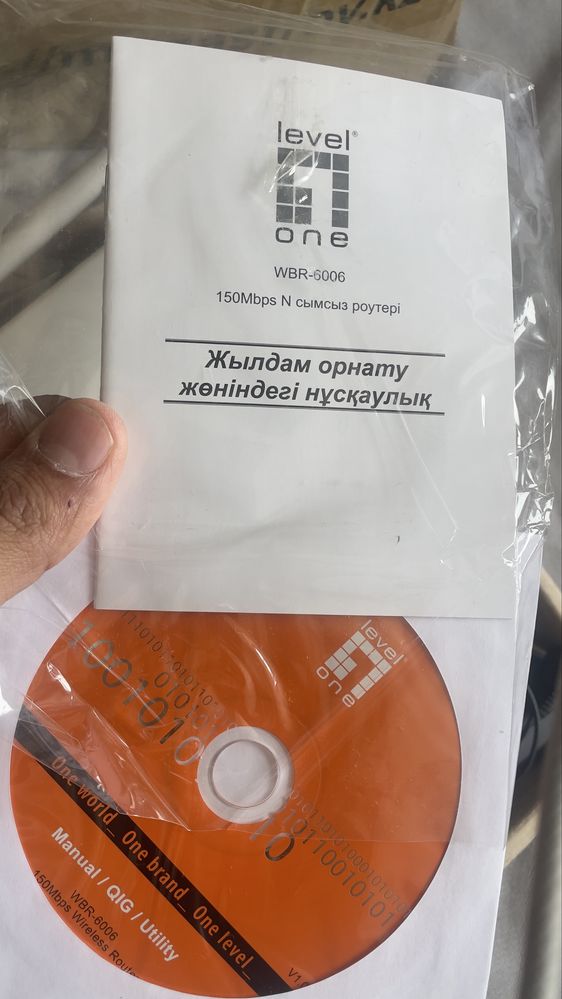 level®
one
WBR-6006
150Mbps N сымсыз роутері
Жылдам орнату
жөніндегі нұсқаулық
level
one
1001010
One world_ One brand_ One level_
Manual / QIG / Utility
WBR-6006
150Mbps Wireless